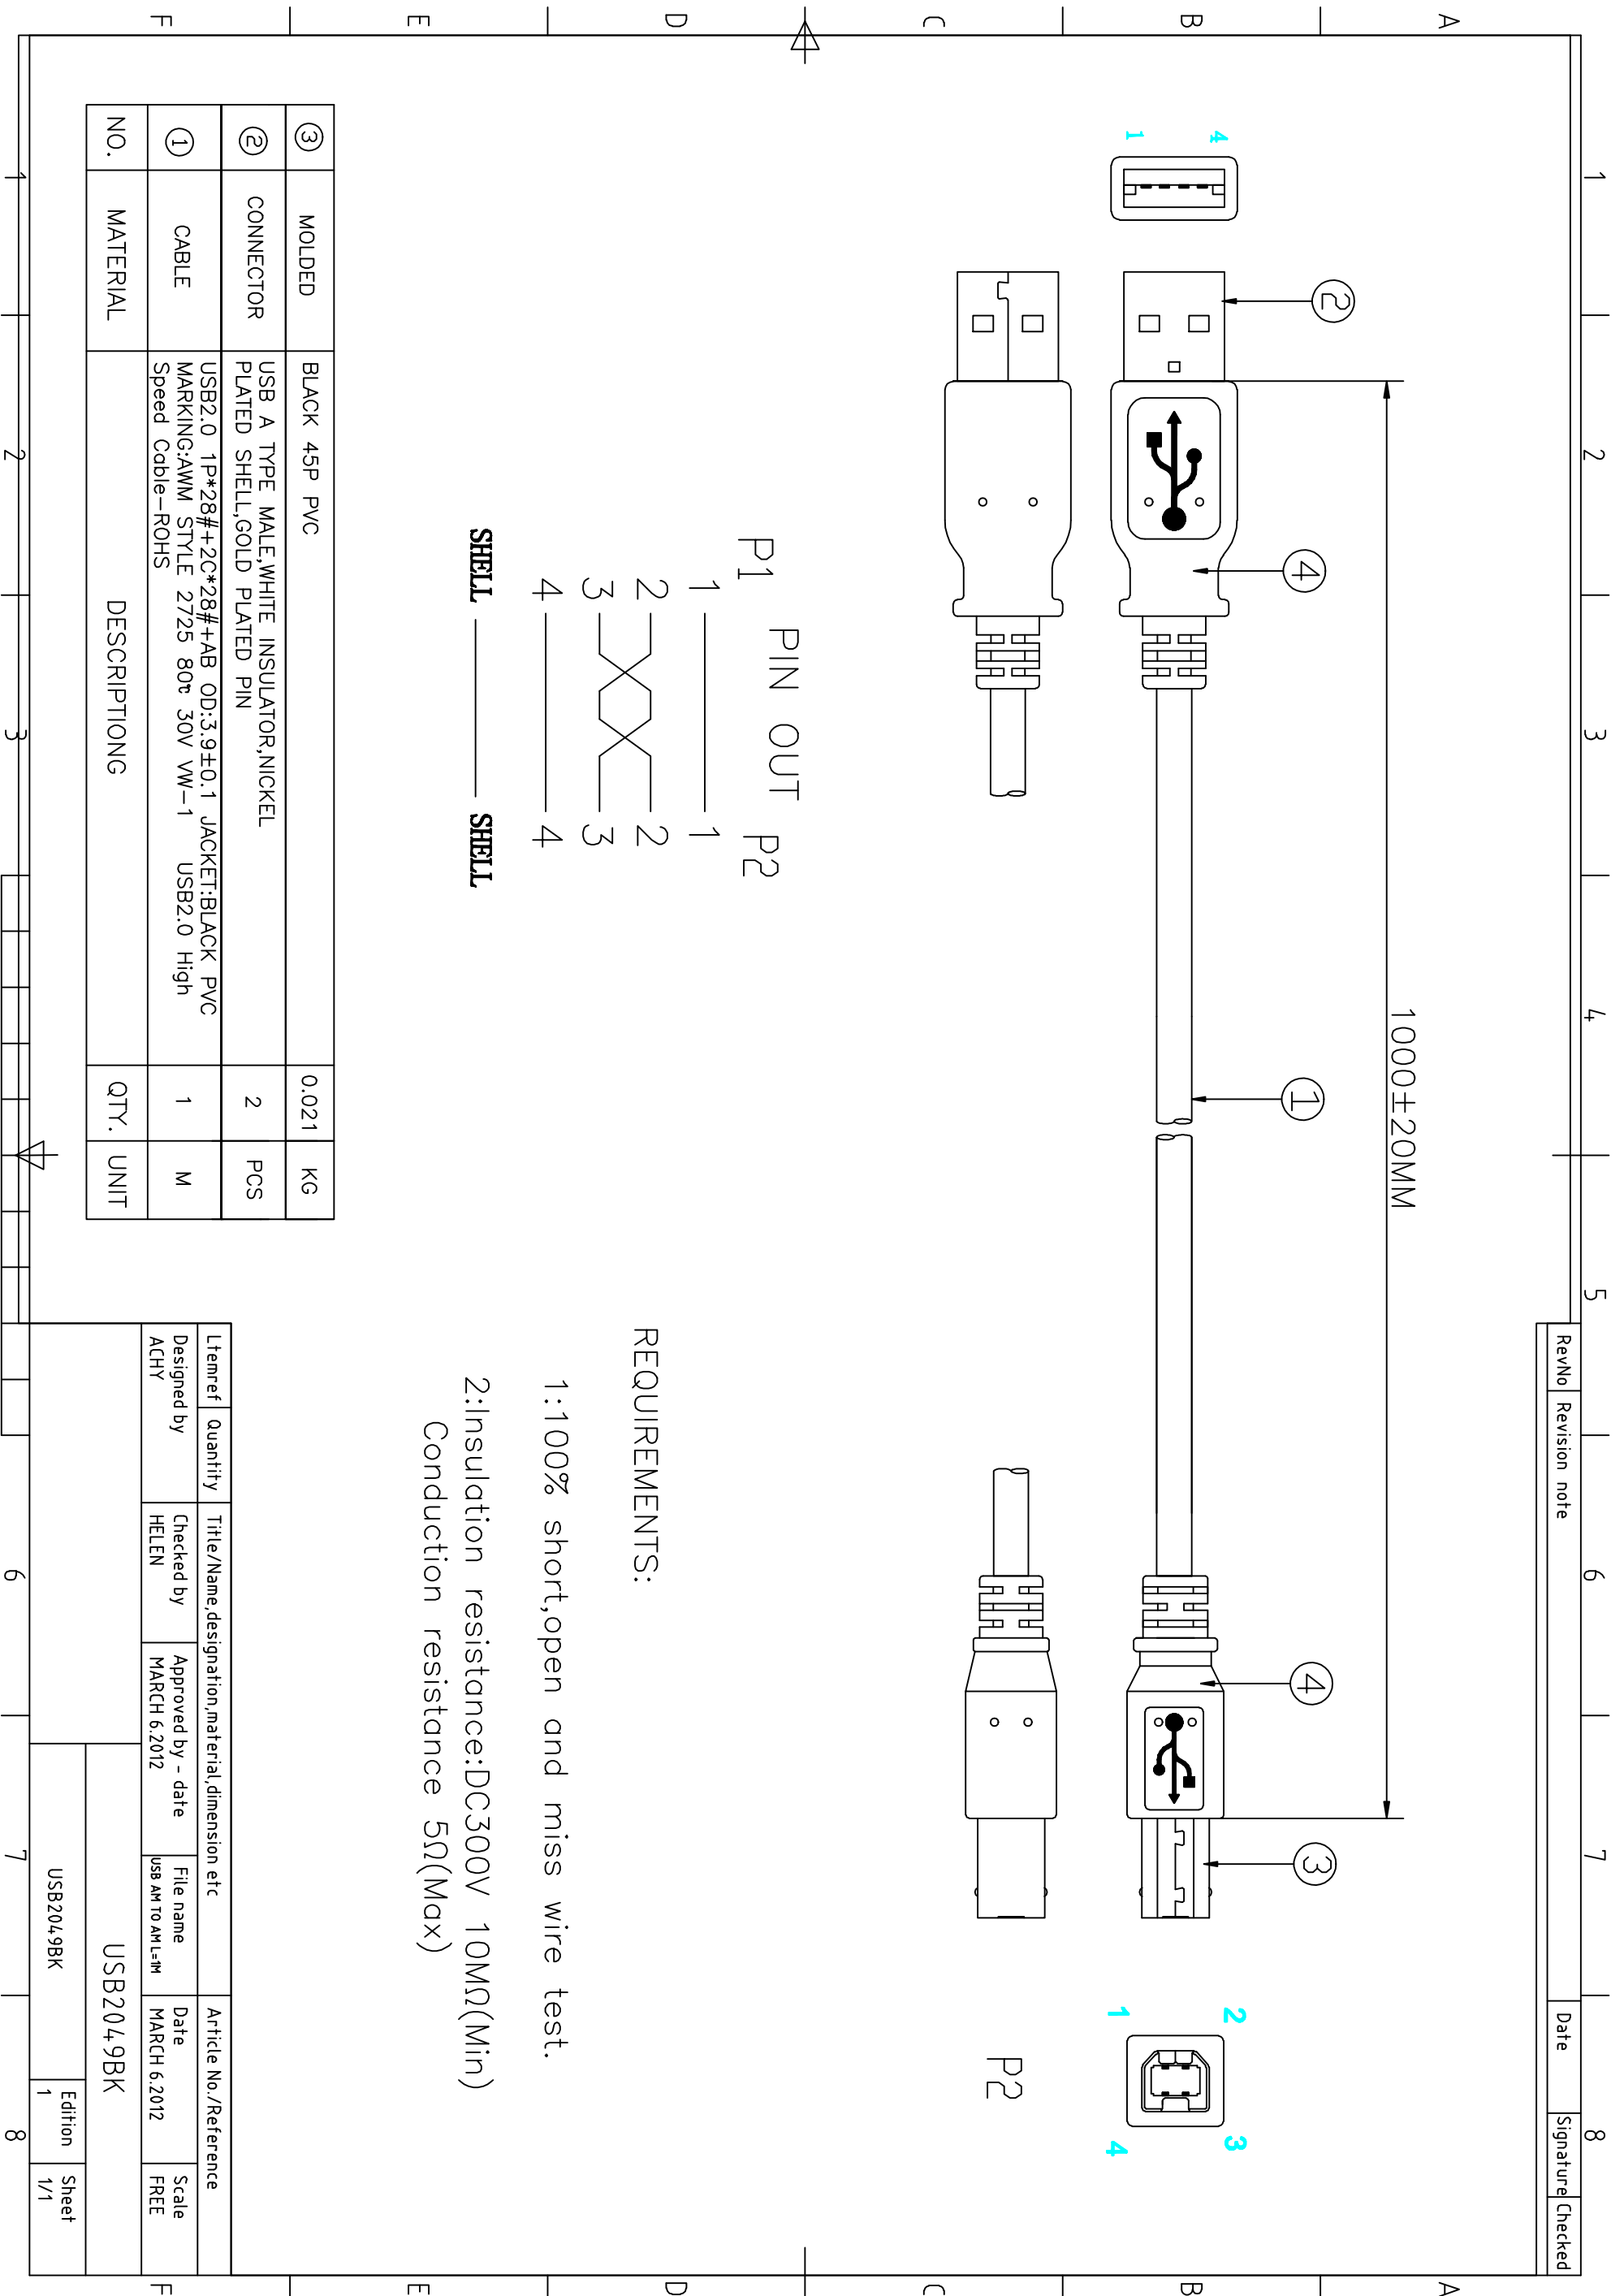 1 2 3 4 5 6 7 8
RevNo Revision note Date Signature Checked
A A
1000±20MM
2 4 1 4 3
B B
4
1
2 3
1 4
C C
P2
PIN OUT
P1 P2
1 1
2 2
3 3
4 4
SHELL SHELL
D D
REQUIREMENTS:
1:100% short,open and miss wire test.
2:Insulation resistance:DC300V 10MΩ(Min)
Conduction resistance 5Ω(Max)
E E
3 MOLDED BLACK 45P PVC 0.021 KG
2 CONNECTOR USB A TYPE MALE,WHITE INSULATOR,NICKEL
PLATED SHELL,GOLD PLATED PIN 2 PCS
1 CABLE USB2.0 1P*28#+2C*28#+AB OD:3.9±0.1 JACKET:BLACK PVC
MARKING:AWM STYLE 2725 80℃ 30V VW-1 USB2.0 High
Speed Cable-ROHS 1 M
NO. MATERIAL DESCRIPTIONG QTY. UNIT
Ltemref Quantity Title/Name,designation,material,dimension etc Article No./Reference
Designed by Checked by Approved by - date File name Date Scale
ACHY HELEN MARCH 6.2012 USB AM TO AM L=1M MARCH 6.2012 FREE
USB2049BK
USB2049BK Edition Sheet
1 1/1
F F
1 2 3 6 7 8